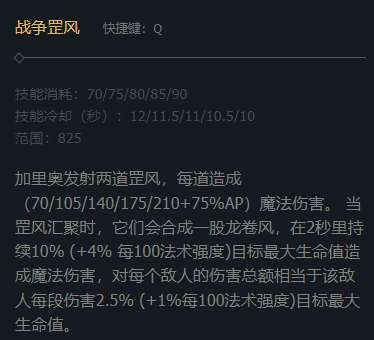 战争罡风 快捷键：Q
技能消耗：70/75/80/85/90
技能冷却（秒）：12/11.5/11/10.5/10
范围：825
加里奥发射两道罡风，每道造成
（70/105/140/175/210+75%AP）魔法伤害。 当
罡风汇聚时，它们会合成一股龙卷风，在2秒里持
续10% (+4% 每100法术强度)目标最大生命值造
成魔法伤害，对每个敌人的伤害总额相当于该敌
人每段伤害2.5% (+1%每100法术强度)目标最大
生命值。